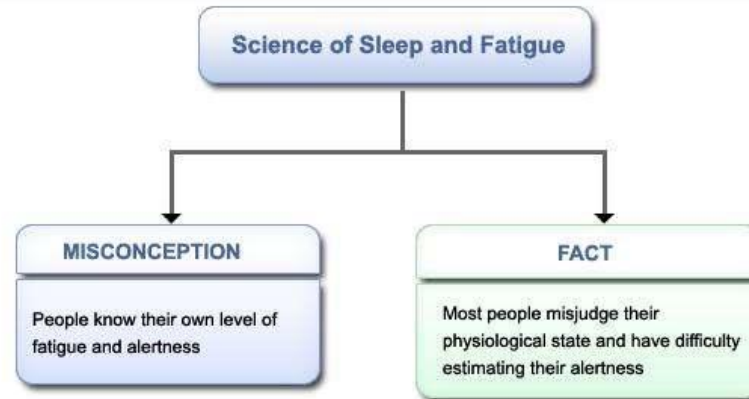 Science of Sleep and Fatigue
MISCONCEPTION
People know their own level of
fatigue and alertness
FACT
Most people misjudge their
physiological state and have difficulty
estimating their alertness